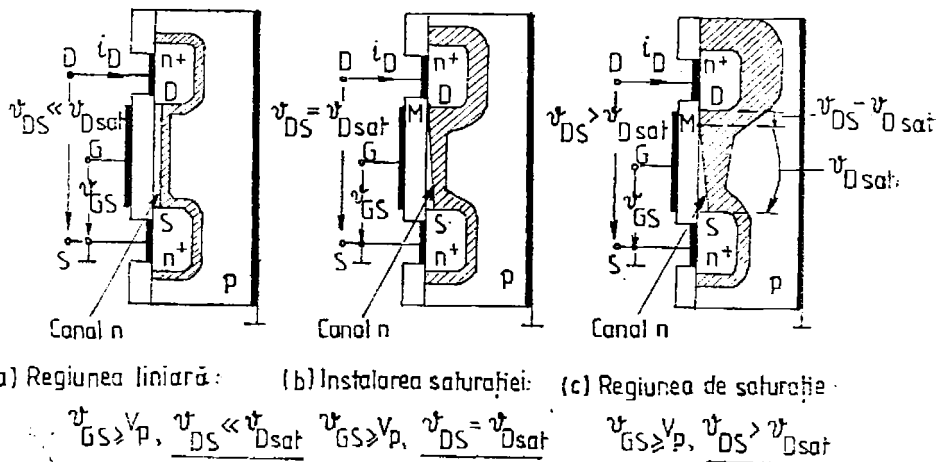 D i_D n+ D v_DS ≪ v_Dsat G v_GS S S n+ p Canal n
D i_D n+ D M v_DS = v_Dsat G v_GS S S n+ p Canal n
D i_D n+ D M v_DS > v_Dsat G v_GS S S n+ p v_DS - v_Dsat v_Dsat Canal n
a) Regiunea liniară: (b) Instalarea saturației: (c) Regiunea de saturație
v_GS ≥ V_P, v_DS ≪ v_Dsat v_GS ≥ V_P, v_DS = v_Dsat v_GS ≥ V_P, v_DS > v_Dsat